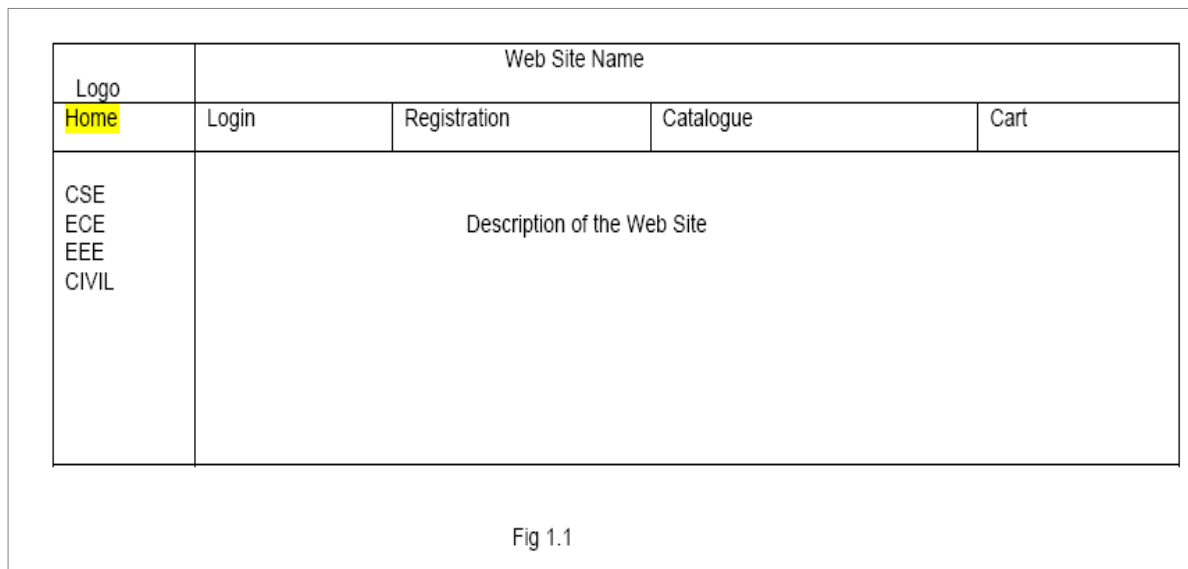 Web Site Name
Logo
Home Login Registration Catalogue Cart
CSE
ECE
EEE
CIVIL
Description of the Web Site
Fig 1.1